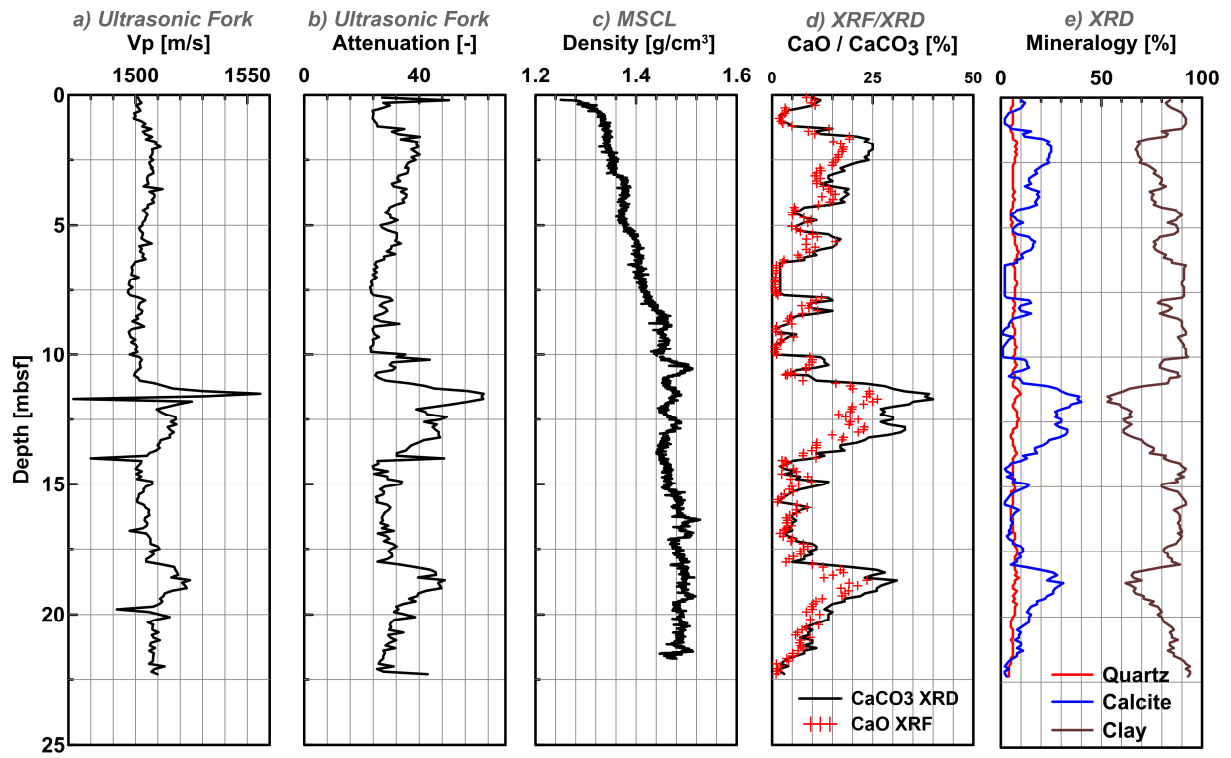 a) Ultrasonic Fork
Vp [m/s]
1500 1550
b) Ultrasonic Fork
Attenuation [-]
0 40
c) MSCL
Density [g/cm³]
1.2 1.4 1.6
d) XRF/XRD
CaO / CaCO₃ [%]
0 25 50
e) XRD
Mineralogy [%]
0 50 100
Depth [mbsf]
0
5
10
15
20
25
CaCO3 XRD
CaO XRF
Quartz
Calcite
Clay